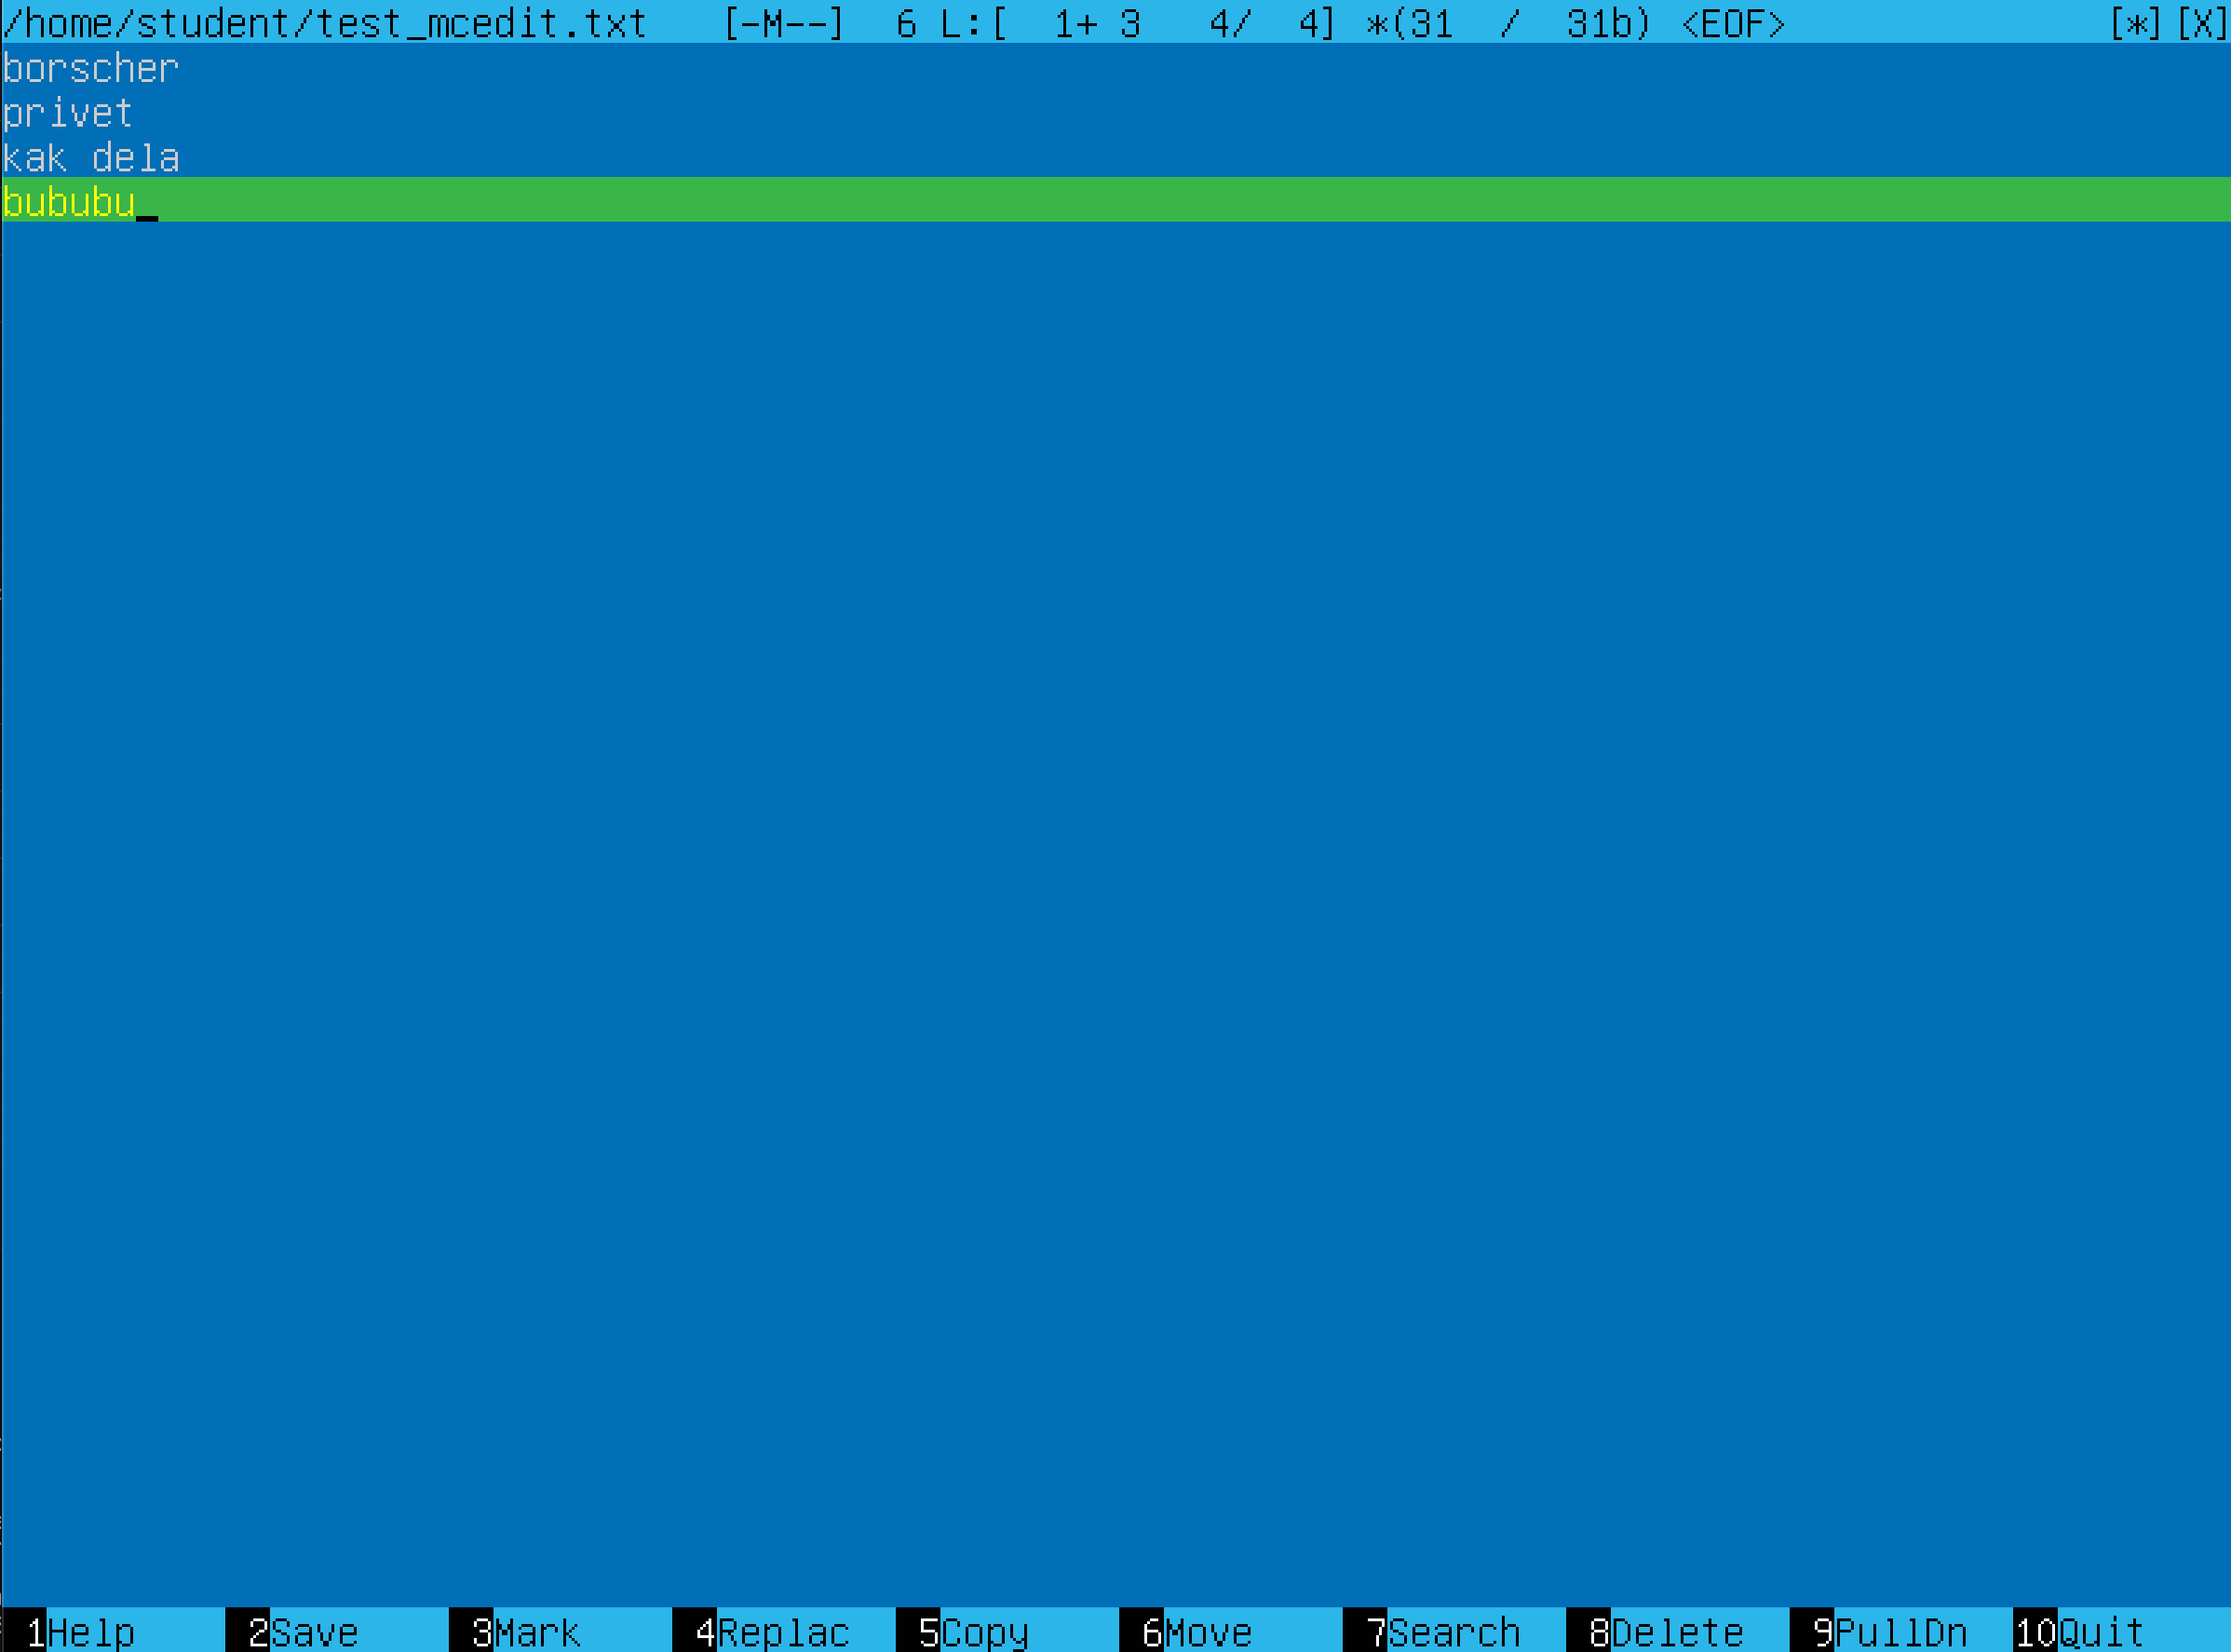 /home/student/test_mcedit.txt   [-M--]  6 L:[  1+ 3   4/  4] *(31  /  31b) <EOF>   [*][X]
borscher
privet
kak dela
bububu_
1Help 2Save 3Mark 4Replac 5Copy 6Move 7Search 8Delete 9PullDn 10Quit